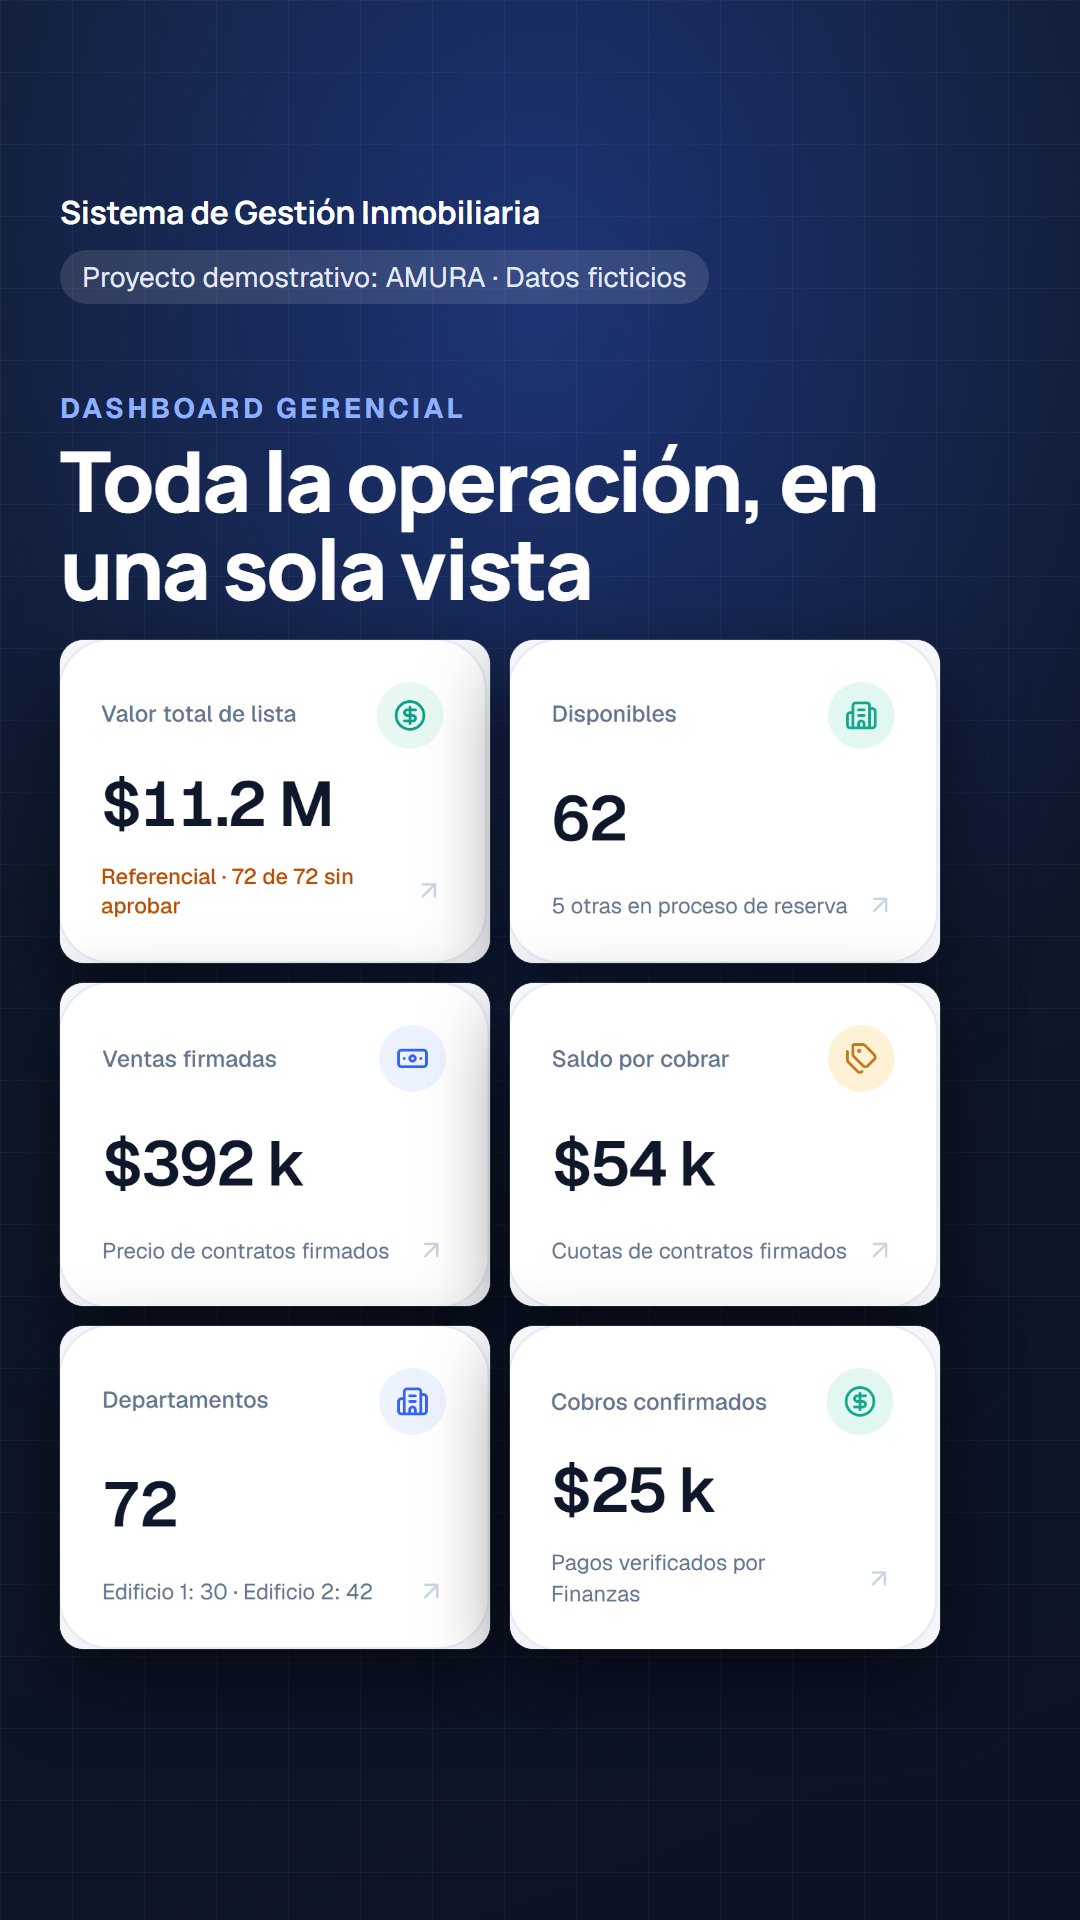 Sistema de Gestión Inmobiliaria
Proyecto demostrativo: AMURA · Datos ficticios
DASHBOARD GERENCIAL
Toda la operación, en
una sola vista
Valor total de lista
$11.2 M
Referencial · 72 de 72 sin
aprobar
Disponibles
62
5 otras en proceso de reserva
Ventas firmadas
$392 k
Precio de contratos firmados
Saldo por cobrar
$54 k
Cuotas de contratos firmados
Departamentos
72
Edificio 1: 30 · Edificio 2: 42
Cobros confirmados
$25 k
Pagos verificados por
Finanzas